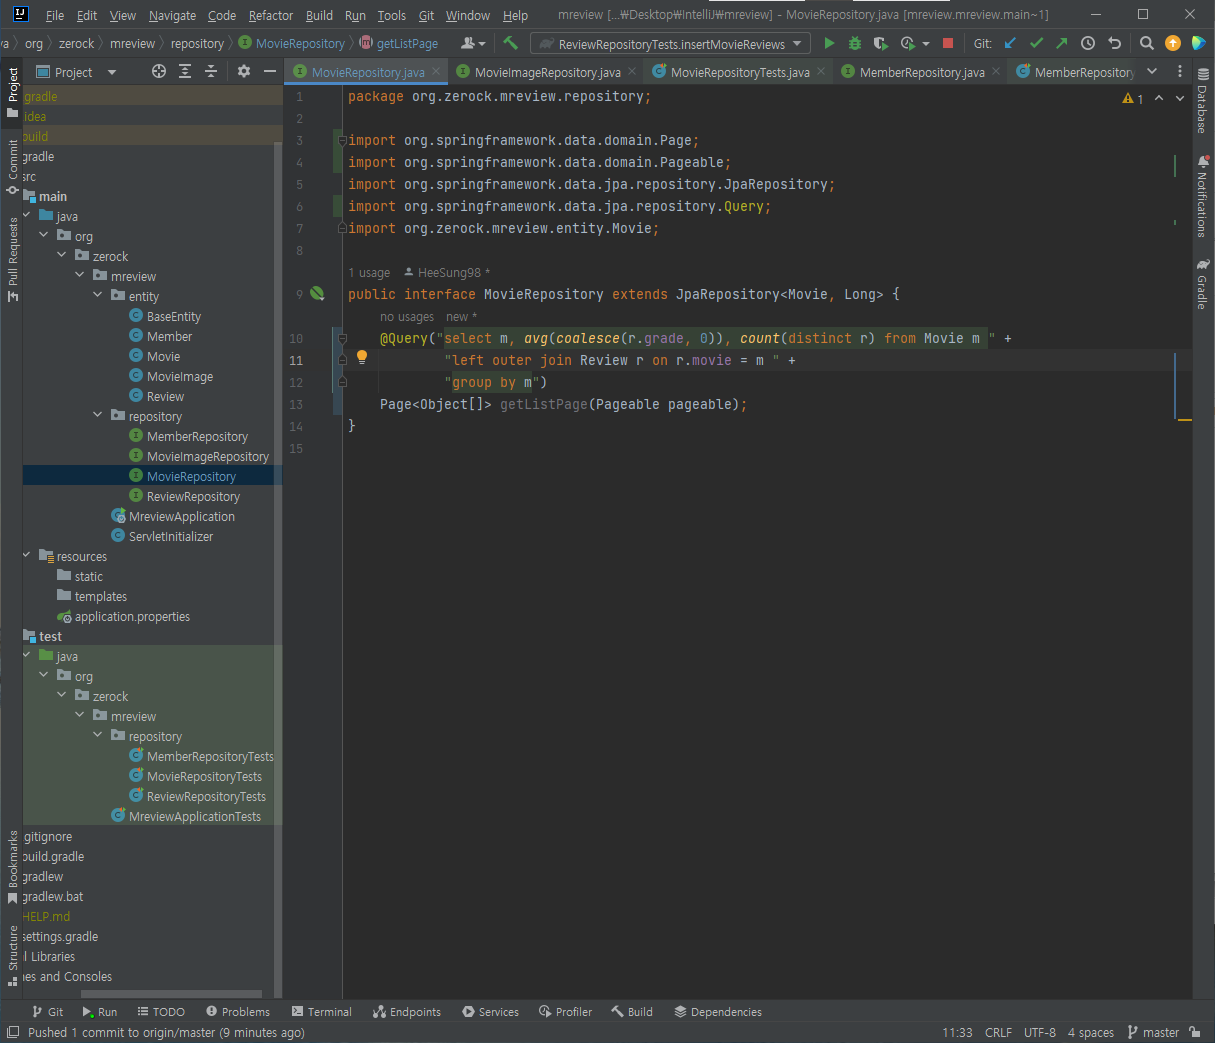 File Edit View Navigate Code Refactor Build Run Tools Git Window Help mreview [...₩Desktop₩IntelliJ₩mreview] - MovieRepository.java [mreview.mreview.main~1]
va org zerock mreview repository MovieRepository getListPage ReviewRepositoryTests.insertMovieReviews Git:
Project
MovieRepository.java MovieImageRepository.java MovieRepositoryTests.java MemberRepository.java MemberRepository
Project
Commit
Pull Requests
Bookmarks
Structure
gradle
idea
build
gradle
src
main
java
org
zerock
mreview
entity
BaseEntity
Member
Movie
MovieImage
Review
repository
MemberRepository
MovieImageRepository
MovieRepository
ReviewRepository
MreviewApplication
ServletInitializer
resources
static
templates
application.properties
test
java
org
zerock
mreview
repository
MemberRepositoryTests
MovieRepositoryTests
ReviewRepositoryTests
MreviewApplicationTests
gitignore
build.gradle
gradlew
gradlew.bat
HELP.md
settings.gradle
l Libraries
hes and Consoles
1 package org.zerock.mreview.repository;
1
2
3 import org.springframework.data.domain.Page;
4 import org.springframework.data.domain.Pageable;
5 import org.springframework.data.jpa.repository.JpaRepository;
6 import org.springframework.data.jpa.repository.Query;
7 import org.zerock.mreview.entity.Movie;
8
1 usage HeeSung98 *
9 public interface MovieRepository extends JpaRepository<Movie, Long> {
no usages new *
10 @Query("select m, avg(coalesce(r.grade, 0)), count(distinct r) from Movie m " +
11 "left outer join Review r on r.movie = m " +
12 "group by m")
13 Page<Object[]> getListPage(Pageable pageable);
14 }
15
Database
Notifications
Gradle
Git Run TODO Problems Terminal Endpoints Services Profiler Build Dependencies
Pushed 1 commit to origin/master (9 minutes ago) 11:33 CRLF UTF-8 4 spaces master